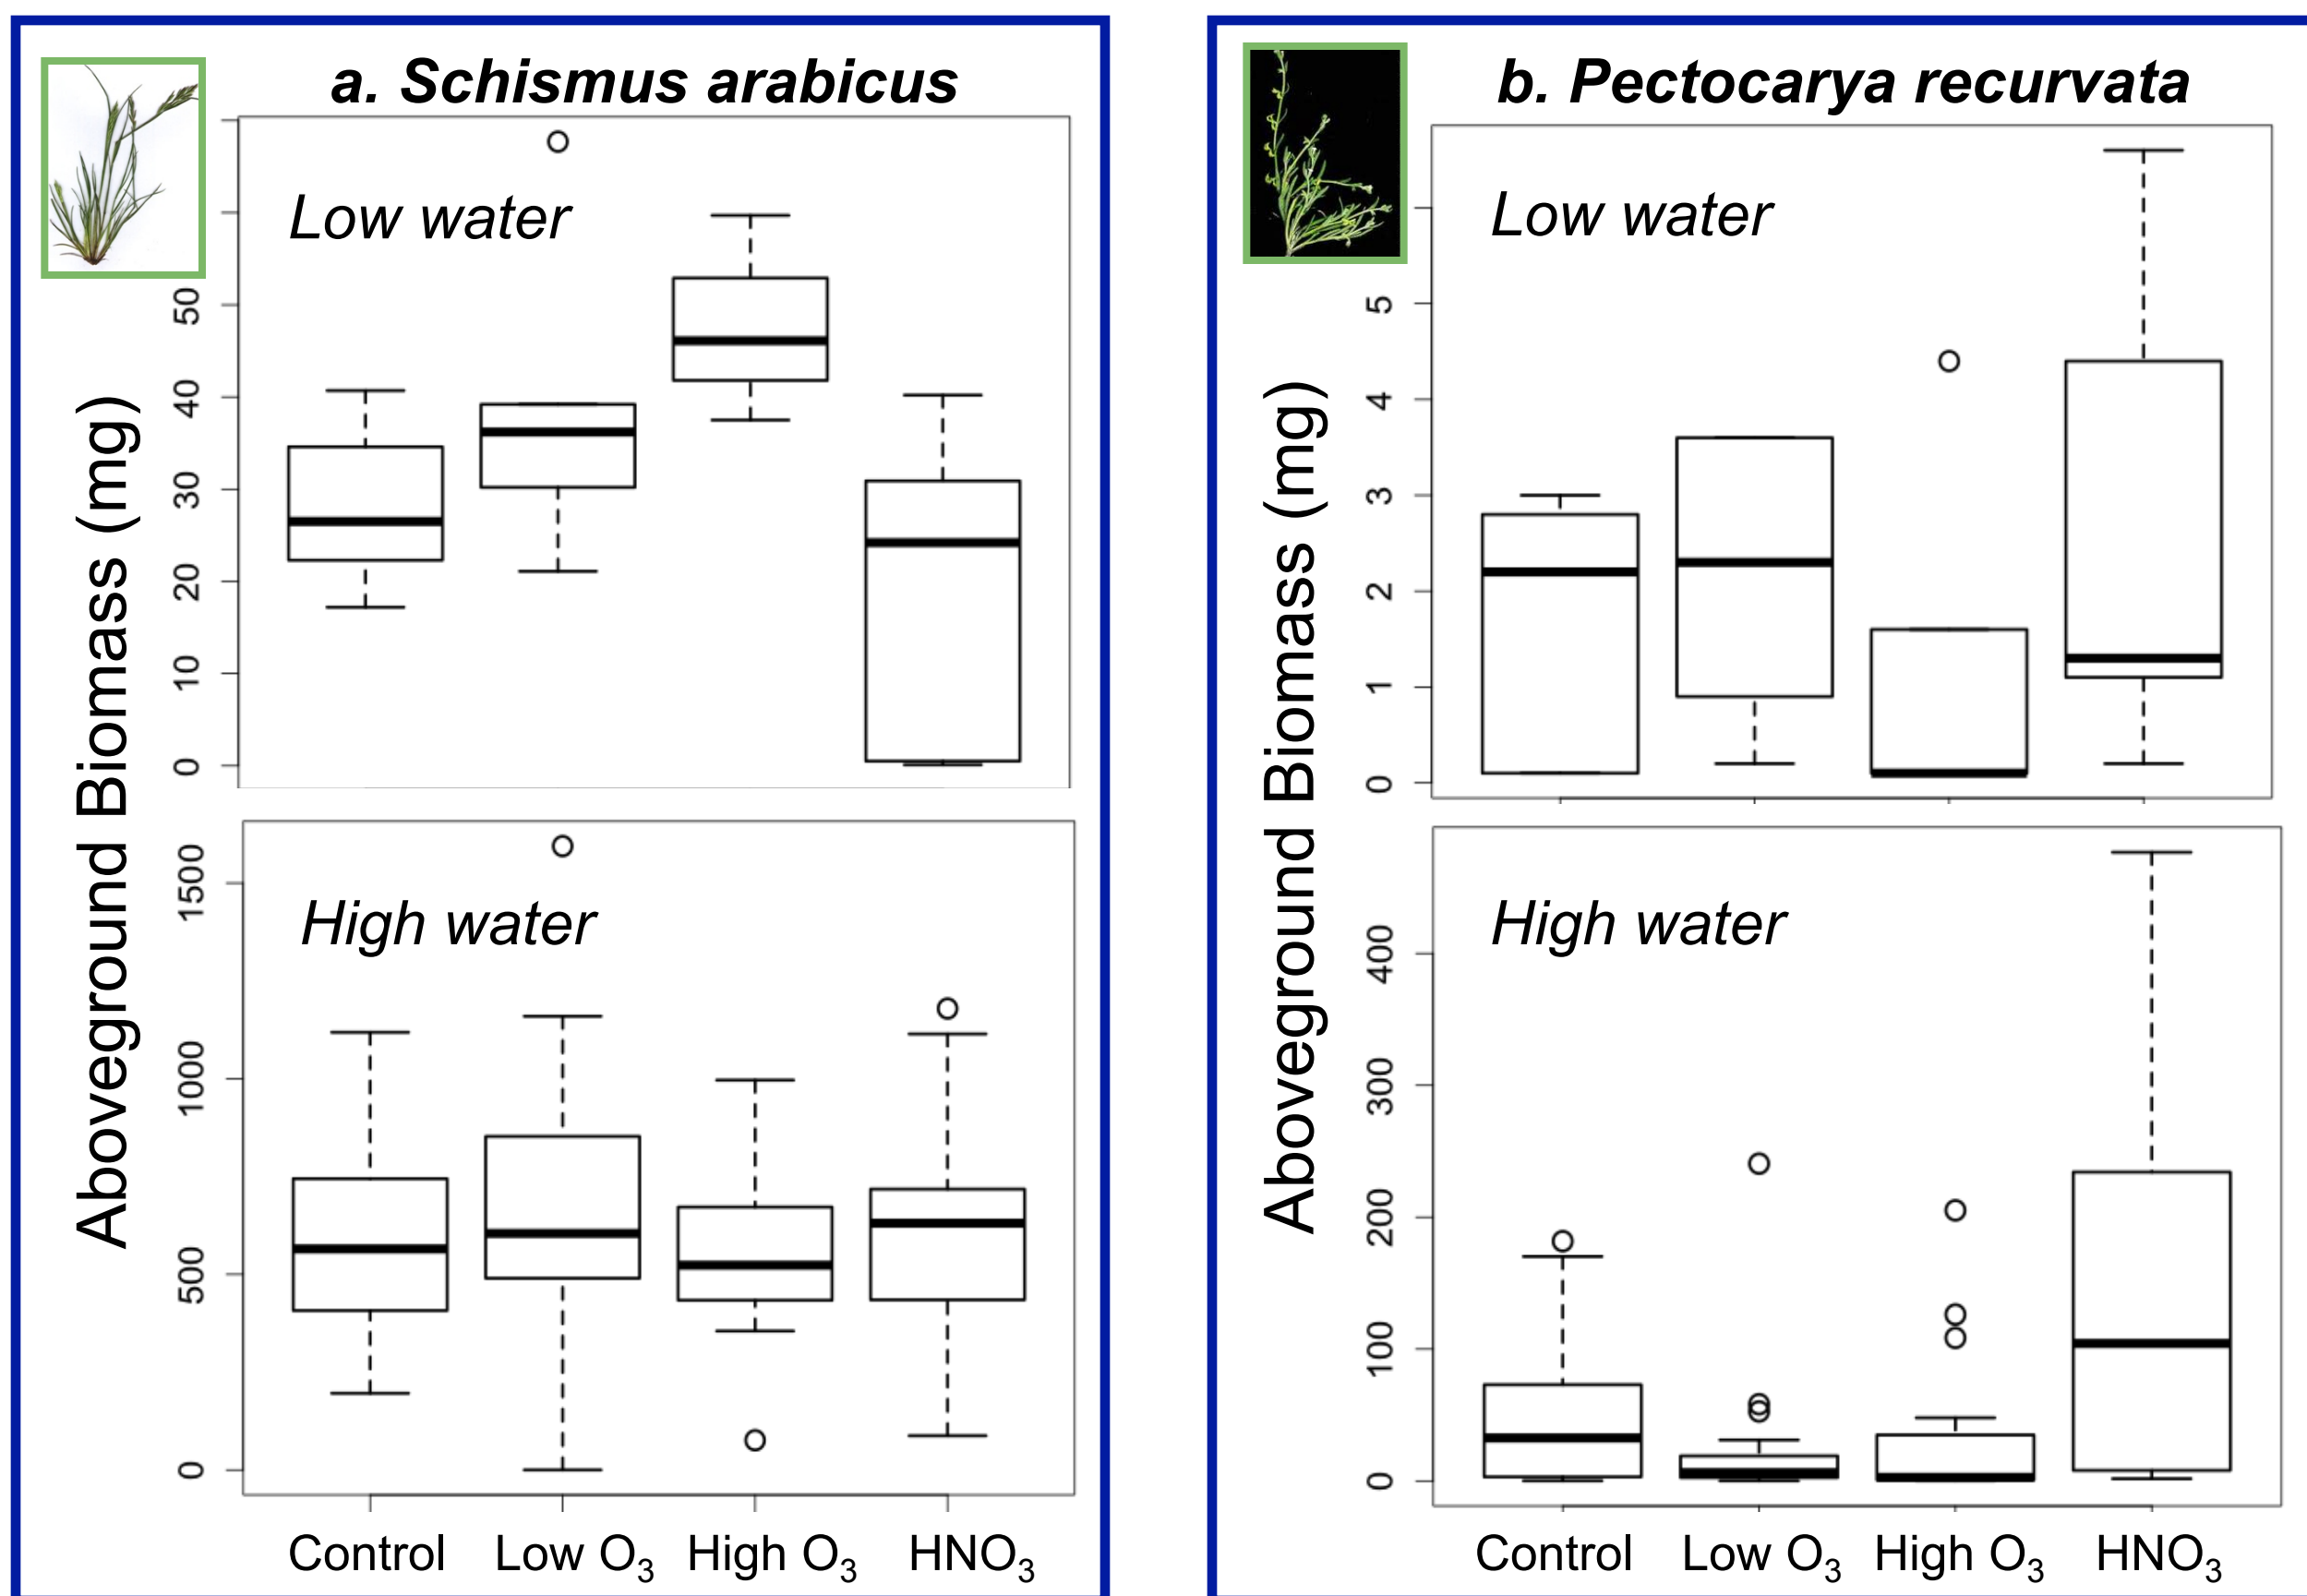 a. Schismus arabicus
Low water
Aboveground Biomass (mg)
50
40
30
20
10
0
High water
1500
1000
500
0
Control Low O₃ High O₃ HNO₃
b. Pectocarya recurvata
Low water
Aboveground Biomass (mg)
5
4
3
2
1
0
High water
400
300
200
100
0
Control Low O₃ High O₃ HNO₃